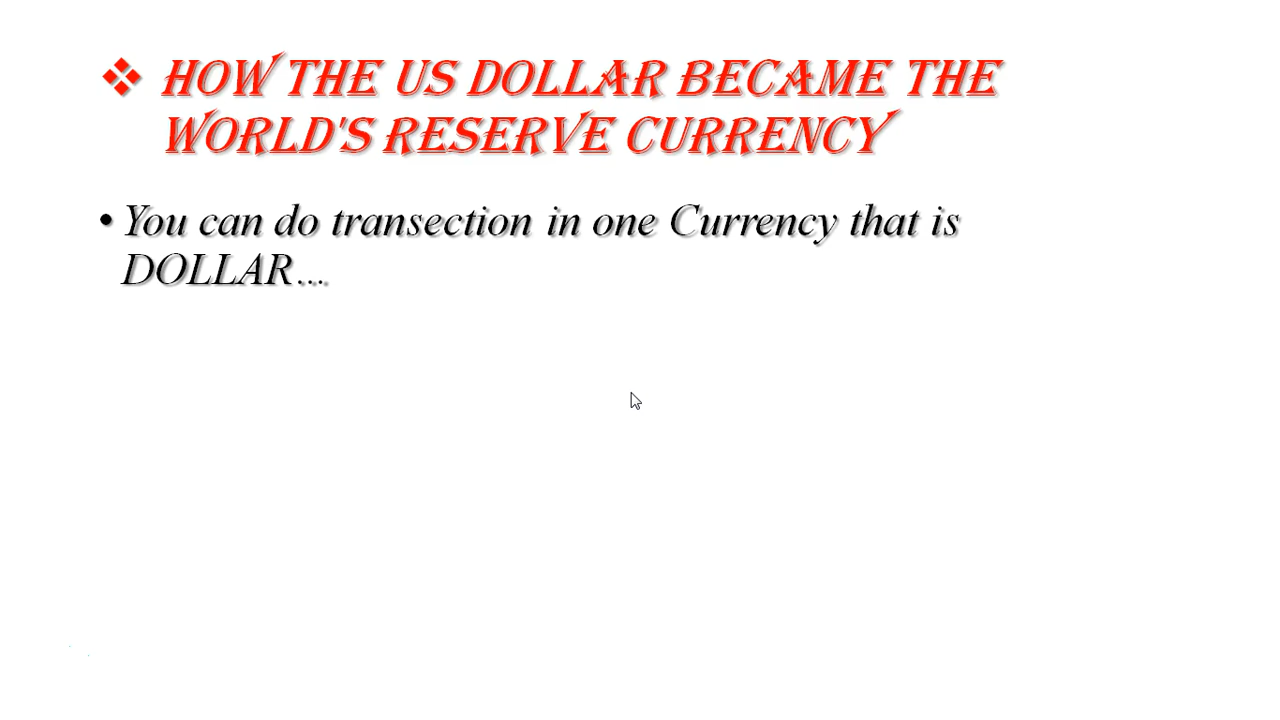 ❖ HOW THE US DOLLAR BECAME THE
WORLD'S RESERVE CURRENCY
• You can do transection in one Currency that is
DOLLAR...